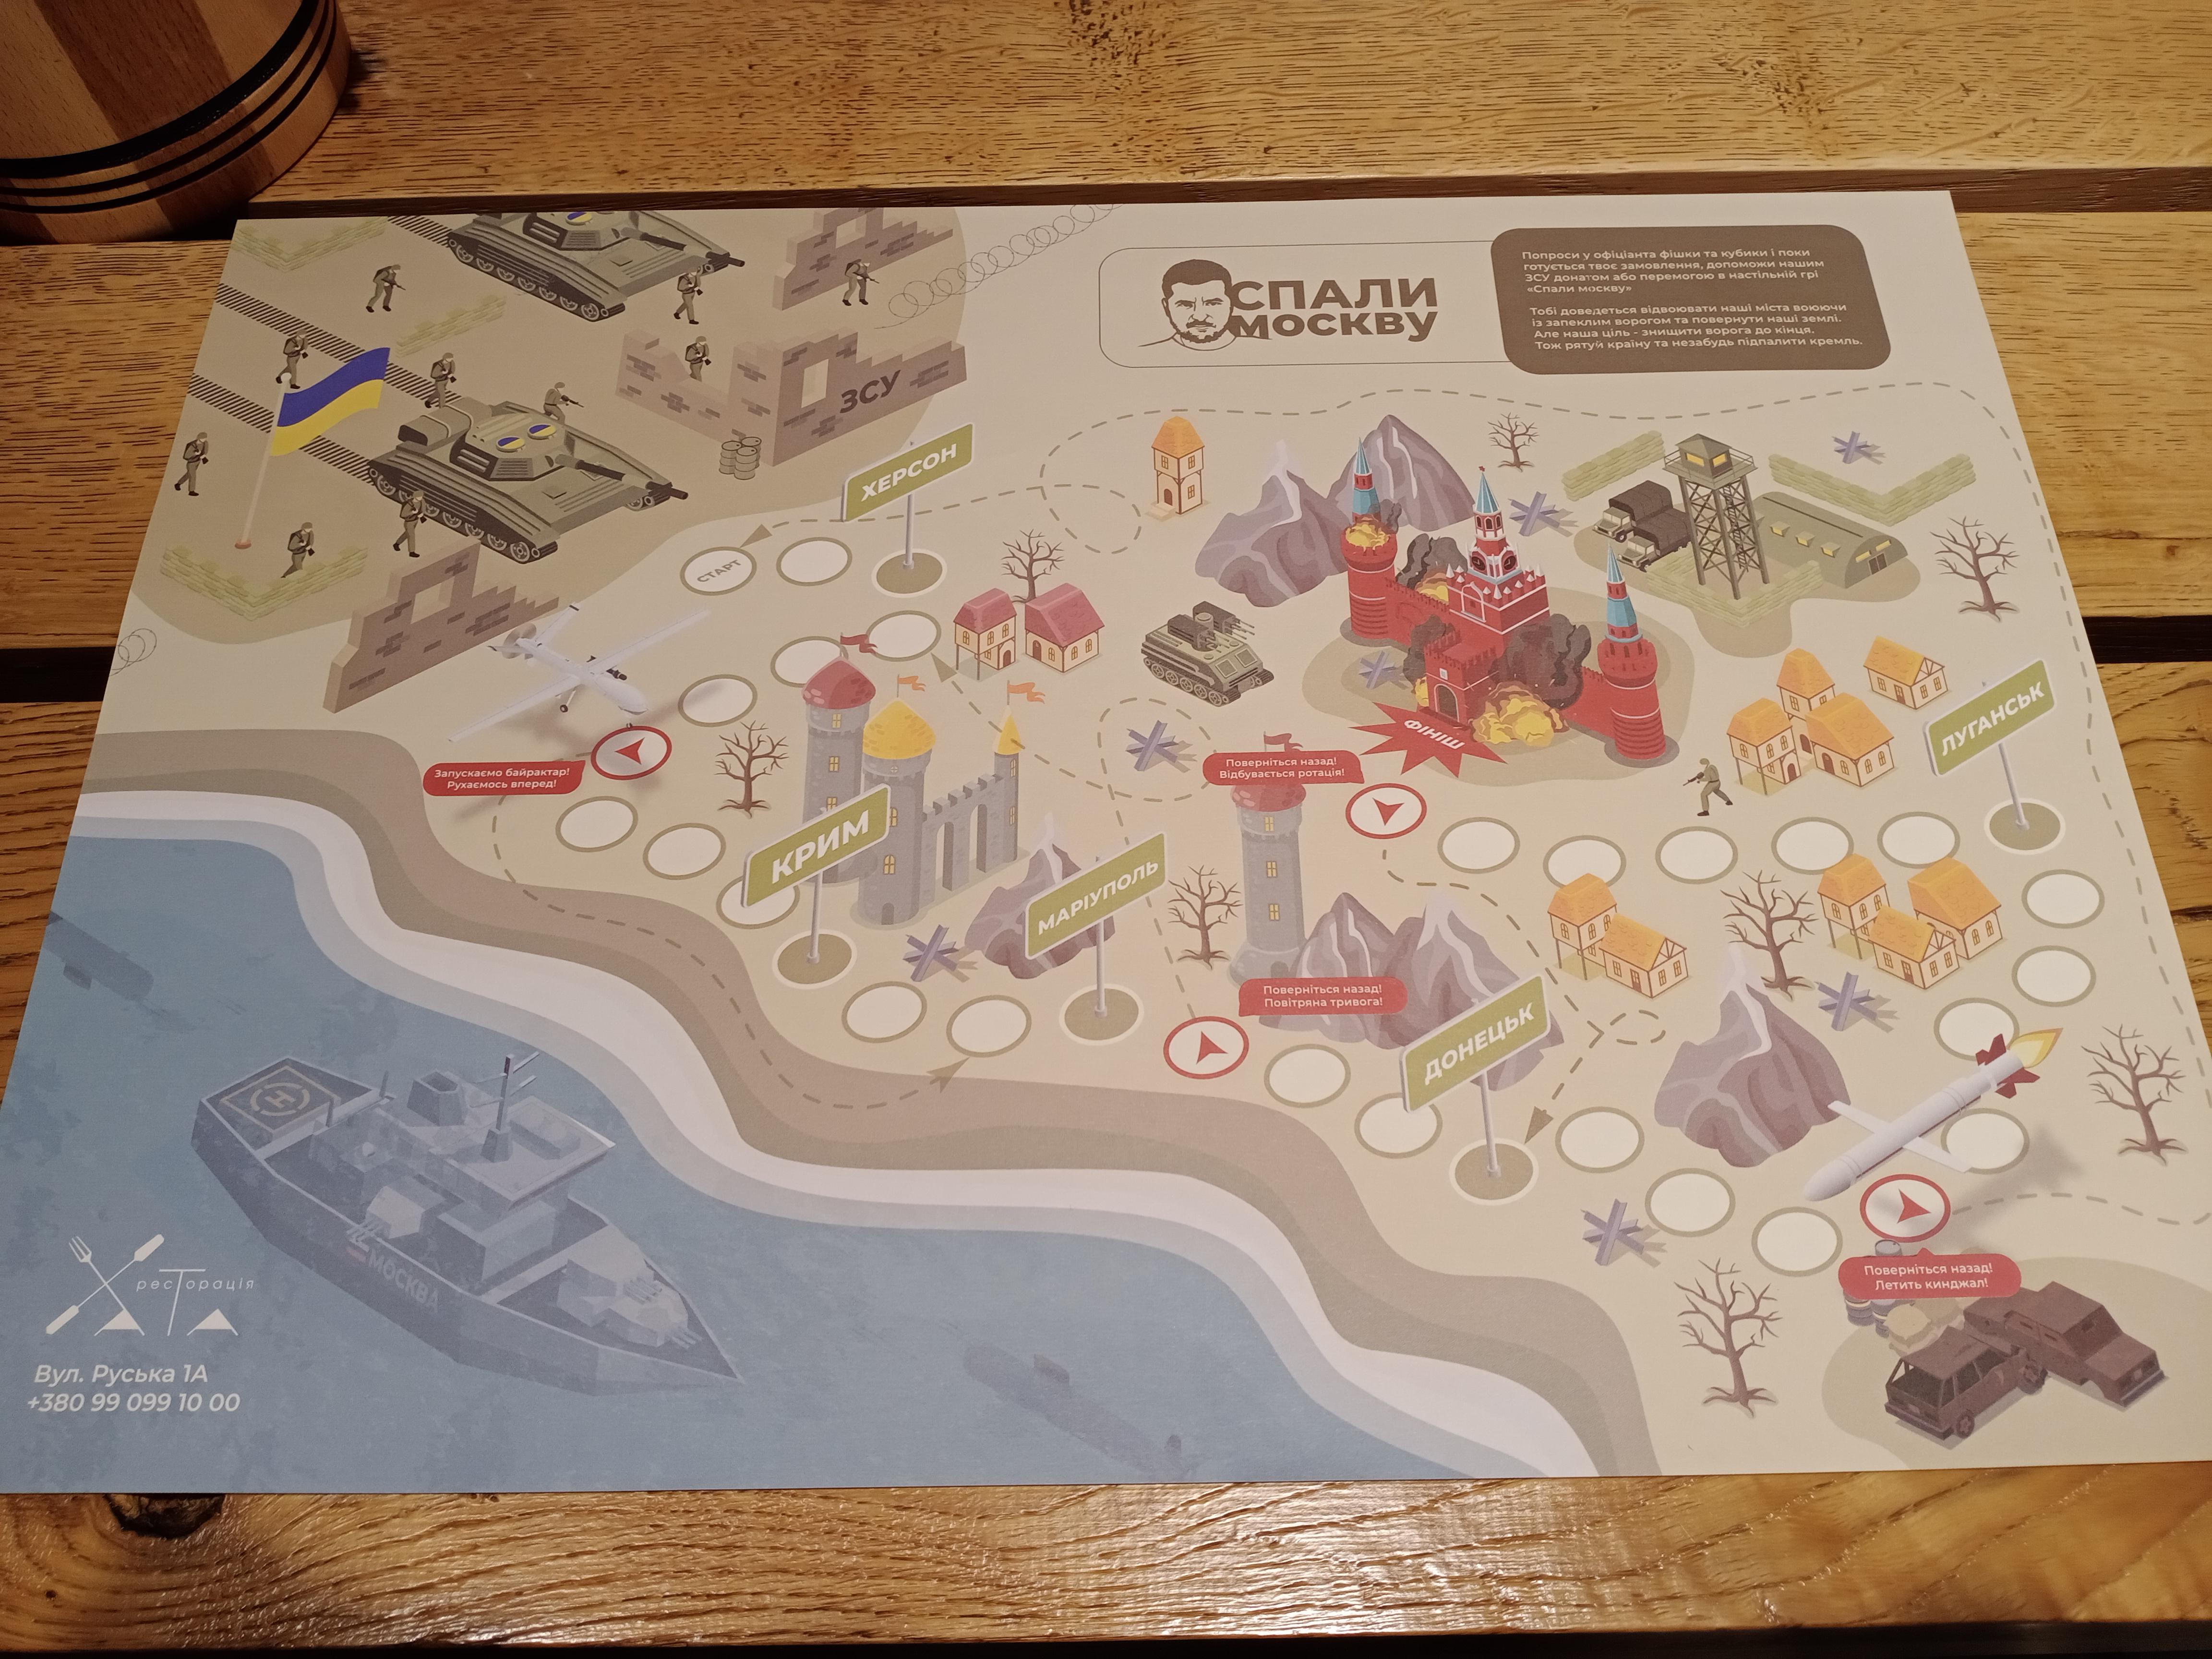 СПАЛИ
МОСКВУ
Попроси у офіціанта фішки та кубики і поки
готується твоє замовлення, допоможи нашим
ЗСУ донатом або перемогою в настільній грі
«Спали москву»
Тобі доведеться відвоювати наші міста воюючи
із запеклим ворогом та повернути наші землі.
Але наша ціль - знищити ворога до кінця.
Тож рятуй країну та незабудь підпалити кремль.
ЗСУ
ХЕРСОН
СТАРТ
Запускаємо байрактар!
Рухаємось вперед!
КРИМ
МАРІУПОЛЬ
Поверніться назад!
Повітряна тривога!
ДОНЕЦЬК
Поверніться назад!
Летить кинджал!
ЛУГАНСЬК
Поверніться назад!
Відбувається ротація!
ФІНІШ
H
МОСКВА
ресТорація
ХАТА
Вул. Руська 1А
+380 99 099 10 00